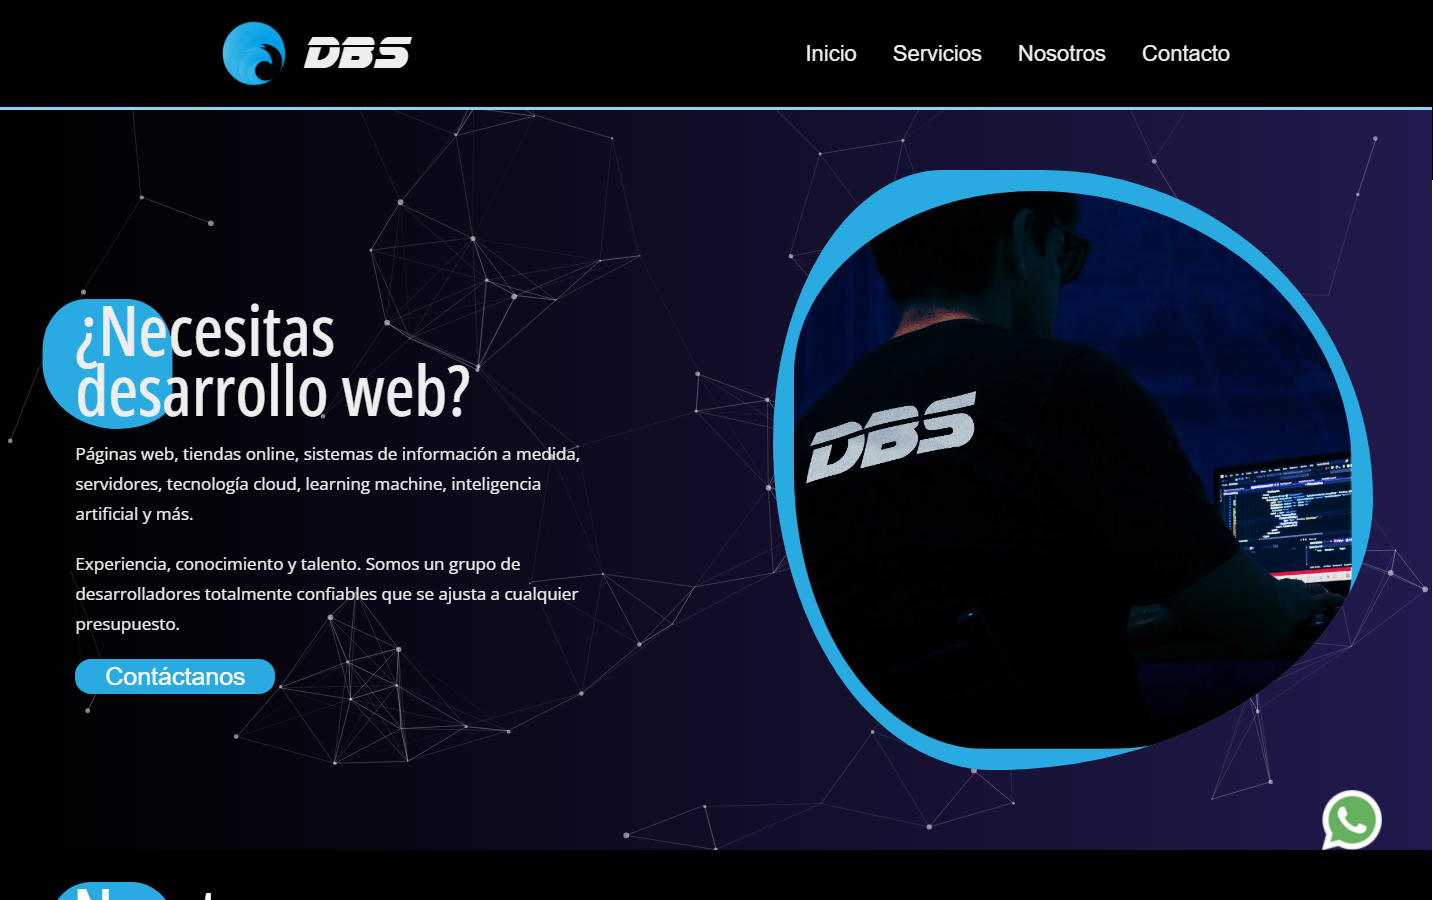 DBS
Inicio
Servicios
Nosotros
Contacto
¿Necesitas
desarrollo web?
Páginas web, tiendas online, sistemas de información a medida,
servidores, tecnología cloud, learning machine, inteligencia
artificial y más.
Experiencia, conocimiento y talento. Somos un grupo de
desarrolladores totalmente confiables que se ajusta a cualquier
presupuesto.
Contáctanos
DBS